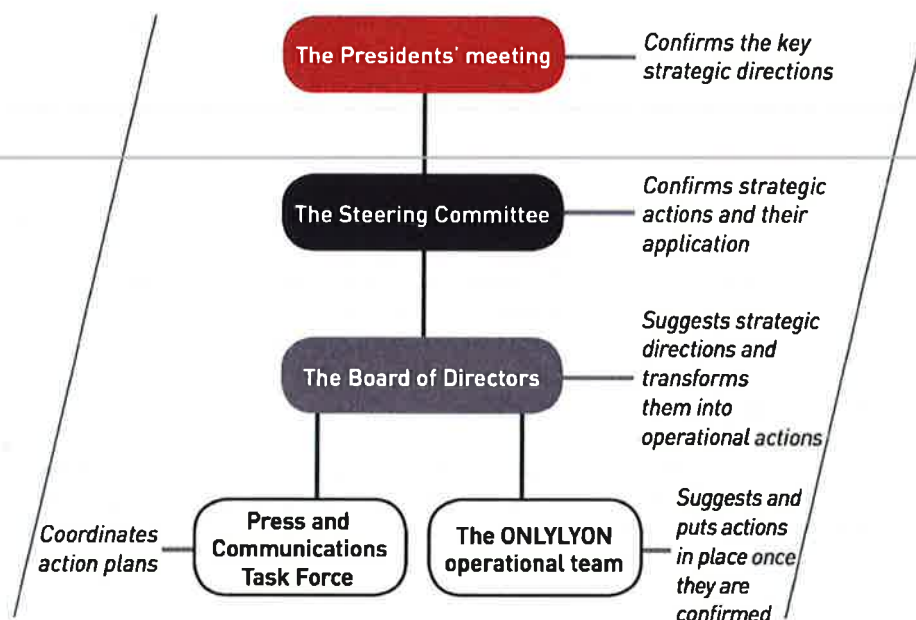 The Presidents' meeting
Confirms the key
strategic directions
The Steering Committee
Confirms strategic
actions and their
application
The Board of Directors
Suggests strategic
directions and
transforms
them into
operational actions
Coordinates
action plans
Press and
Communications
Task Force
The ONLYLYON
operational team
Suggests and
puts actions
in place once
they are
confirmed